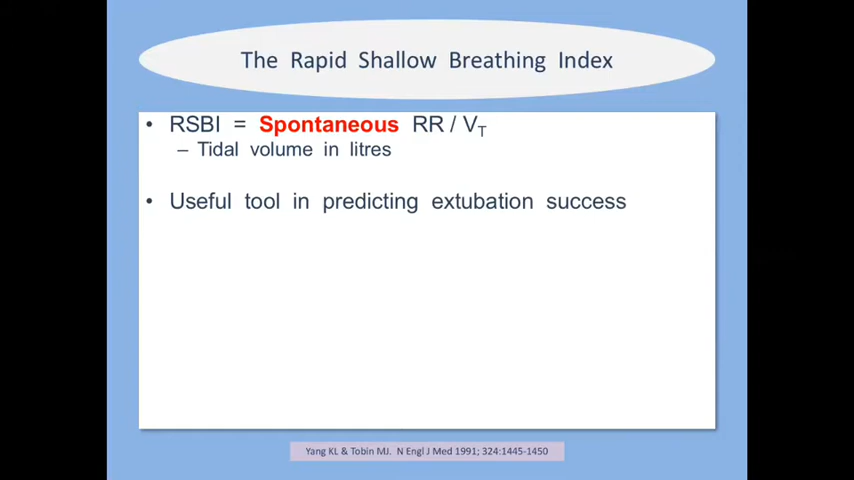 The Rapid Shallow Breathing Index
• RSBI = Spontaneous RR / VT
– Tidal volume in litres
• Useful tool in predicting extubation success
Yang KL & Tobin MJ. N Engl J Med 1991; 324:1445-1450